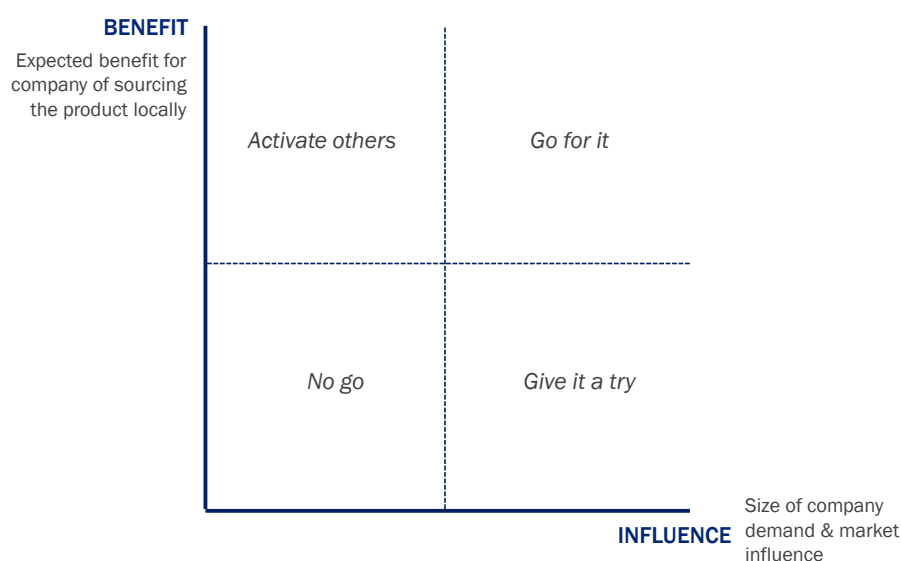 BENEFIT
Expected benefit for
company of sourcing
the product locally
Activate others
Go for it
No go
Give it a try
INFLUENCE
Size of company
demand & market
influence